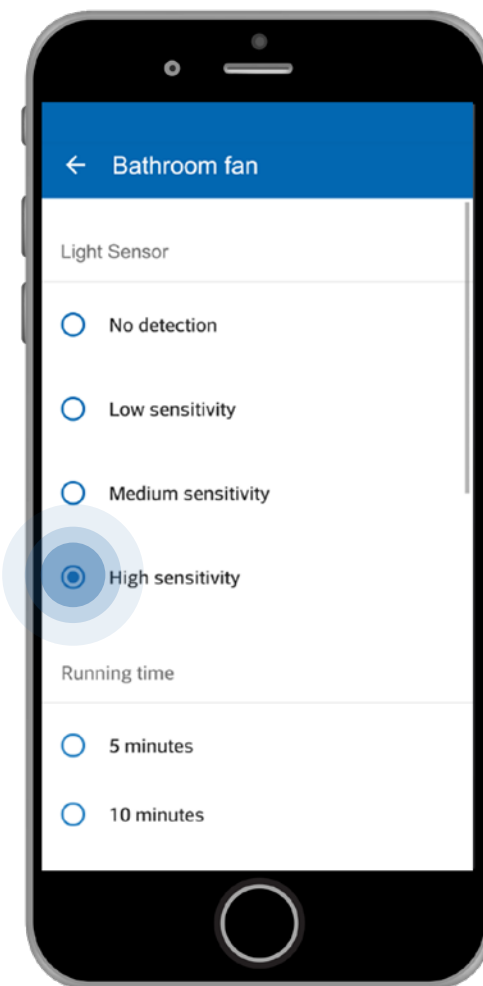 Bathroom fan
Light Sensor
No detection
Low sensitivity
Medium sensitivity
High sensitivity
Running time
5 minutes
10 minutes